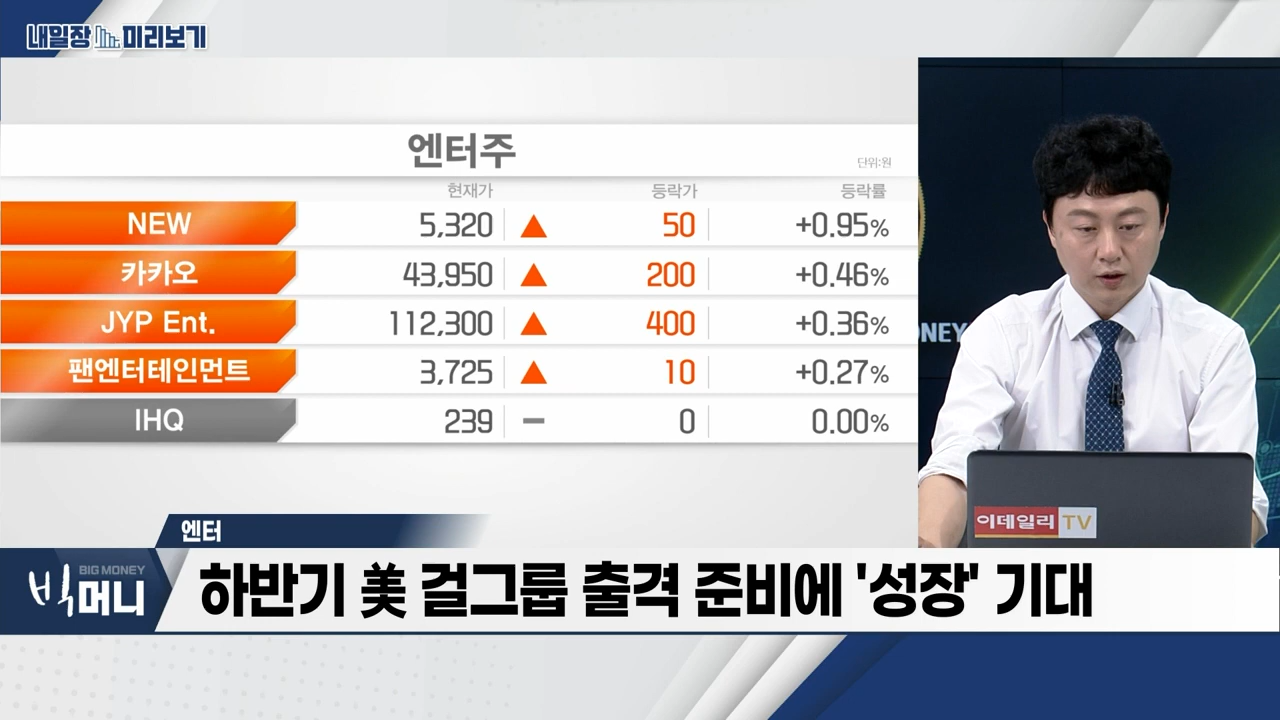 내일장 미리보기
엔터주
단위:원
현재가 등락가 등락률
NEW 5,320 ▲ 50 +0.95%
카카오 43,950 ▲ 200 +0.46%
JYP Ent. 112,300 ▲ 400 +0.36%
팬엔터테인먼트 3,725 ▲ 10 +0.27%
IHQ 239 − 0 0.00%
ONEY
이데일리 TV
엔터
BIG MONEY
빅머니
하반기 美 걸그룹 출격 준비에 '성장' 기대